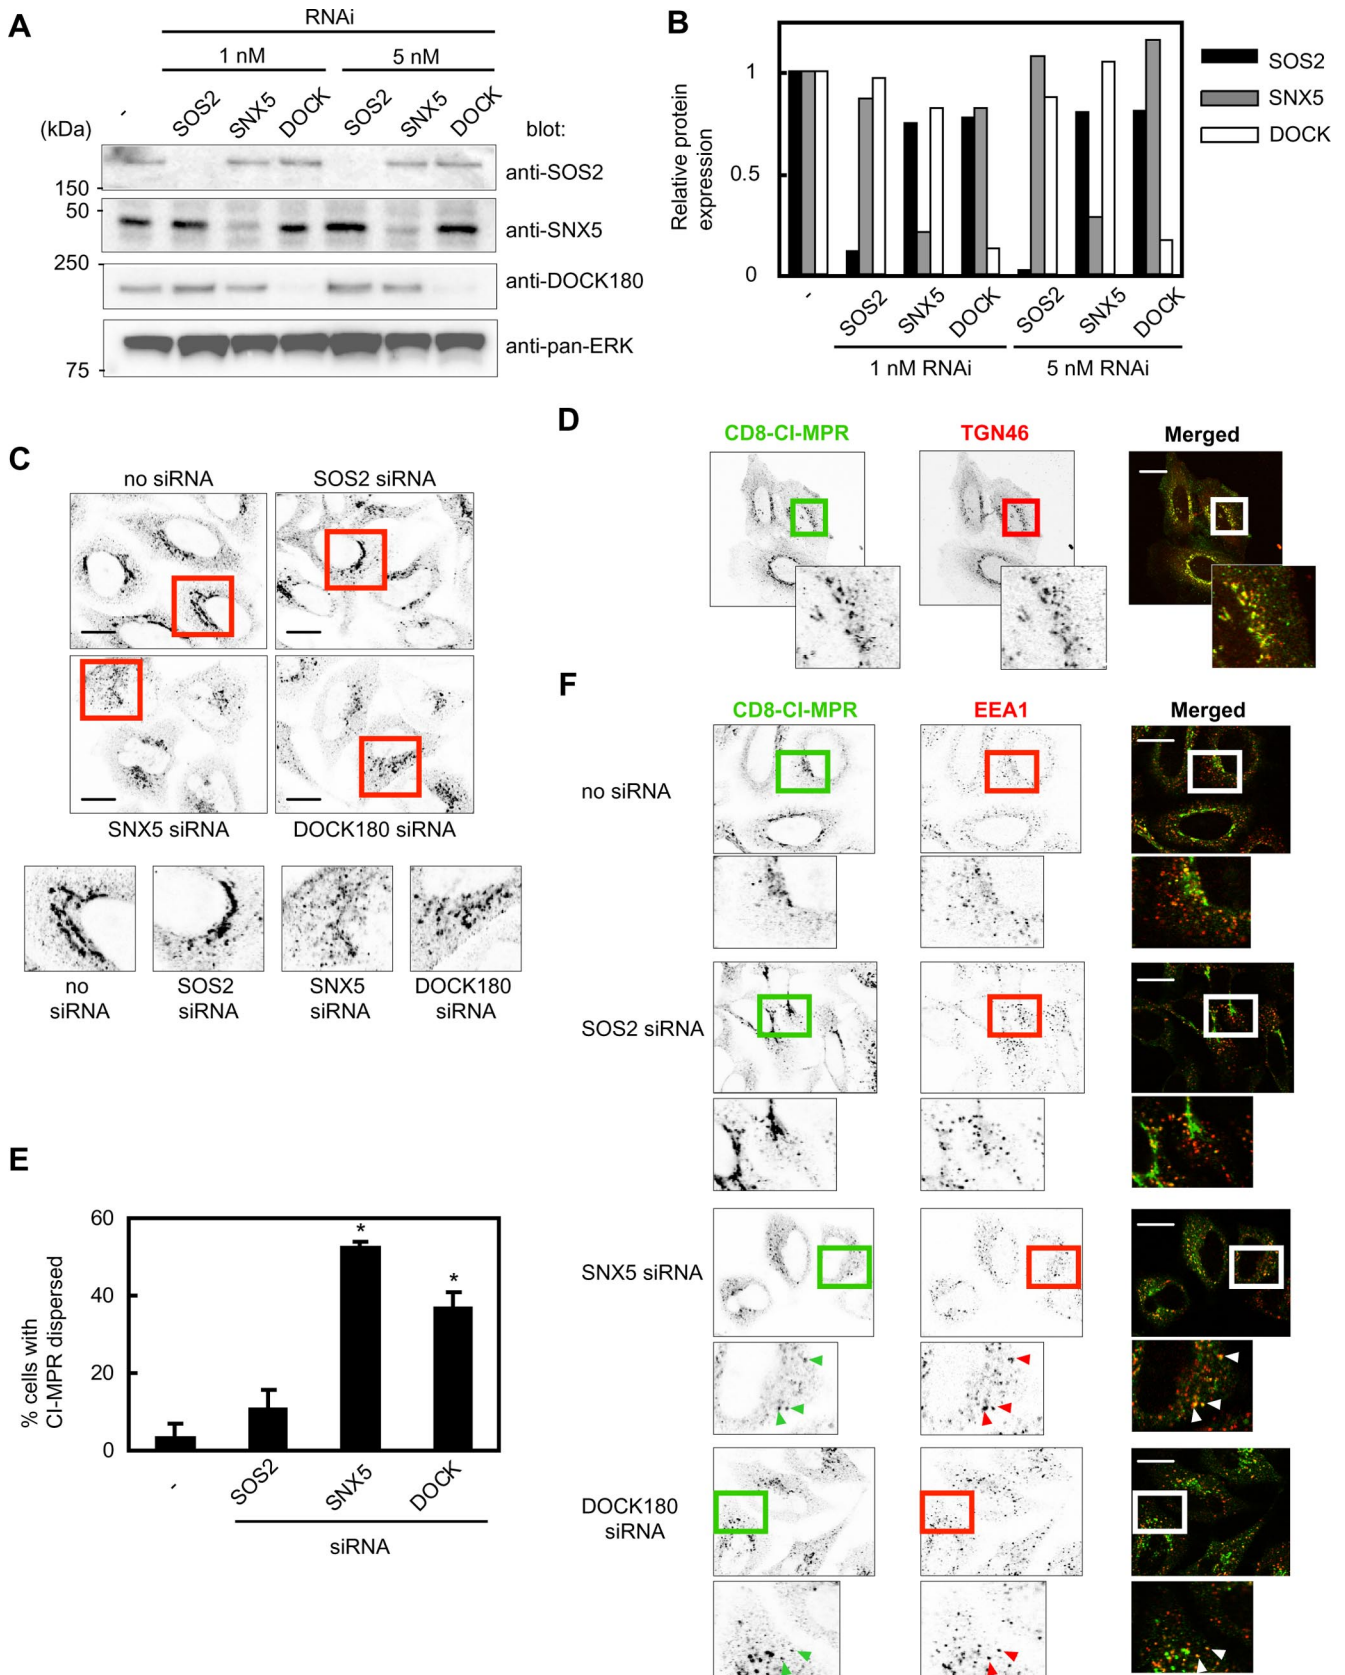 A
RNAi
1 nM
5 nM
(kDa)
-
SOS2
SNX5
DOCK
SOS2
SNX5
DOCK
blot:
anti-SOS2
150
50
anti-SNX5
250
anti-DOCK180
anti-pan-ERK
75
B
Relative protein
expression
1
0.5
0
-
SOS2
SNX5
DOCK
SOS2
SNX5
DOCK
1 nM RNAi
5 nM RNAi
SOS2
SNX5
DOCK
C
no siRNA
SOS2 siRNA
SNX5 siRNA
DOCK180 siRNA
no
siRNA
SOS2
siRNA
SNX5
siRNA
DOCK180
siRNA
D
CD8-CI-MPR
TGN46
Merged
E
% cells with
CI-MPR dispersed
60
40
20
0
-
SOS2
SNX5
DOCK
*
*
siRNA
F
CD8-CI-MPR
EEA1
Merged
no siRNA
SOS2 siRNA
SNX5 siRNA
DOCK180
siRNA